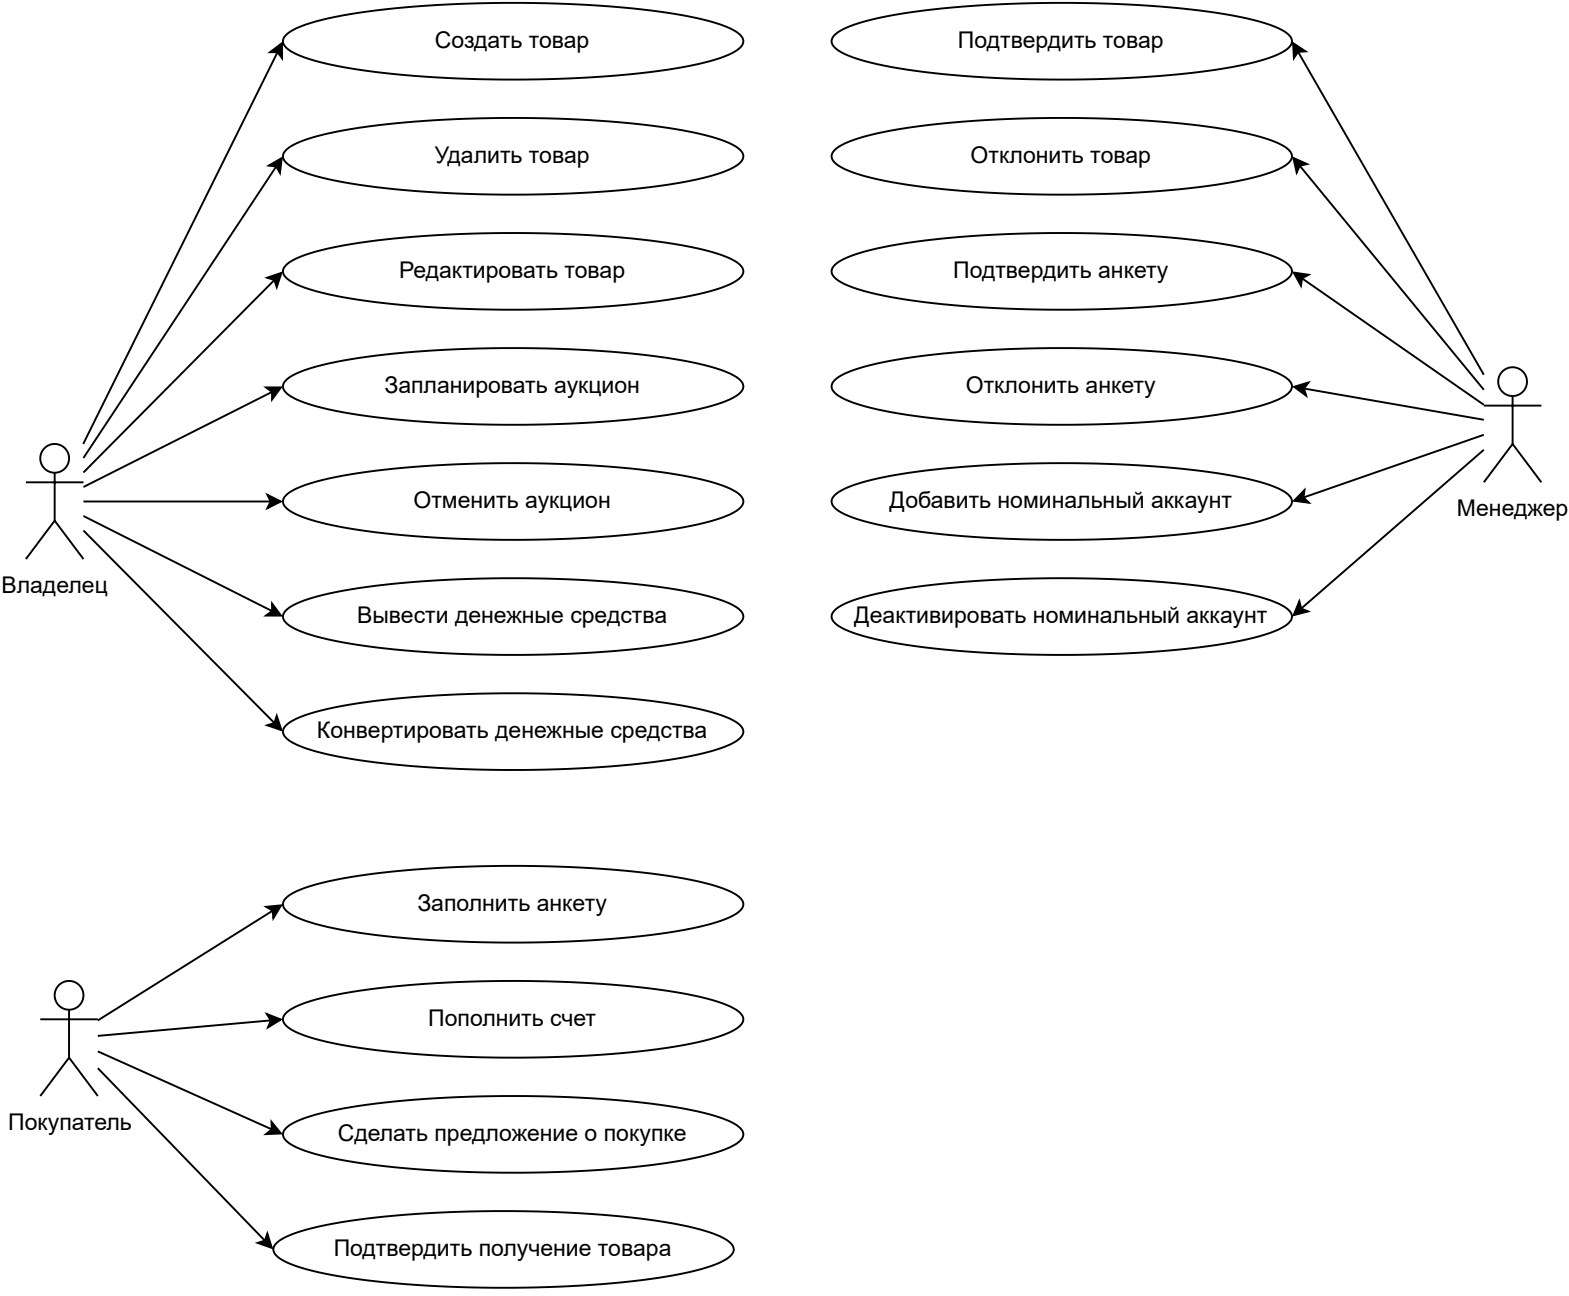 Создать товар
Удалить товар
Редактировать товар
Запланировать аукцион
Отменить аукцион
Вывести денежные средства
Конвертировать денежные средства
Владелец
Подтвердить товар
Отклонить товар
Подтвердить анкету
Отклонить анкету
Добавить номинальный аккаунт
Деактивировать номинальный аккаунт
Менеджер
Заполнить анкету
Пополнить счет
Сделать предложение о покупке
Подтвердить получение товара
Покупатель